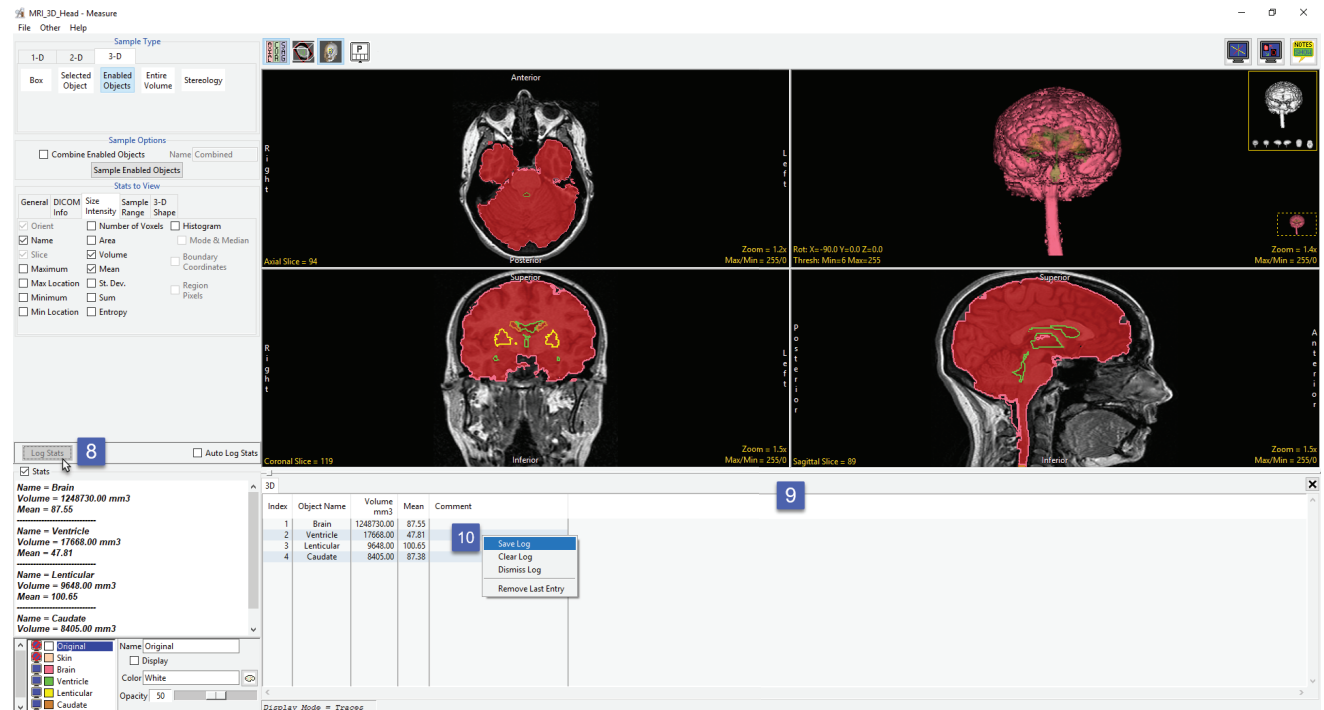 MRI_3D_Head - Measure
File Other Help
Sample Type
1-D 2-D 3-D
Box Selected Object Enabled Objects Entire Volume Stereology
Sample Options
Combine Enabled Objects Name Combined
Sample Enabled Objects
Stats to View
General DICOM Info Size Intensity Sample Range 3-D Shape
Orient Number of Voxels Histogram
Name Area Mode & Median
Slice Volume Boundary Coordinates
Maximum Mean
Max Location St. Dev. Region Pixels
Minimum Sum
Min Location Entropy
Log Stats 8 Auto Log Stats
Stats
Name = Brain
Volume = 1248730.00 mm3
Mean = 87.55
----------------------------
Name = Ventricle
Volume = 17668.00 mm3
Mean = 47.81
----------------------------
Name = Lenticular
Volume = 9648.00 mm3
Mean = 100.65
----------------------------
Name = Caudate
Volume = 8405.00 mm3
Original
Skin
Brain
Ventricle
Lenticular
Caudate
Name Original
Display
Color White
Opacity 50
P
NOTES
SHOW
Anterior
Right
Left
Posterior
Axial Slice = 94
Zoom = 1.2x
Max/Min = 255/0
Rot: X=-90.0 Y=0.0 Z=0.0
Thresh: Min=6 Max=255
Zoom = 1.4x
Max/Min = 255/0
Superior
Right
Left
Inferior
Coronal Slice = 119
Zoom = 1.5x
Max/Min = 255/0
Superior
Posterior
Anterior
Inferior
Sagittal Slice = 89
Zoom = 1.5x
Max/Min = 255/0
3D
9
Index Object Name Volume mm3 Mean Comment
1 Brain 1248730.00 87.55
2 Ventricle 17668.00 47.81
3 Lenticular 9648.00 100.65
4 Caudate 8405.00 87.38
10
Save Log
Clear Log
Dismiss Log
Remove Last Entry
Display Mode = Traces